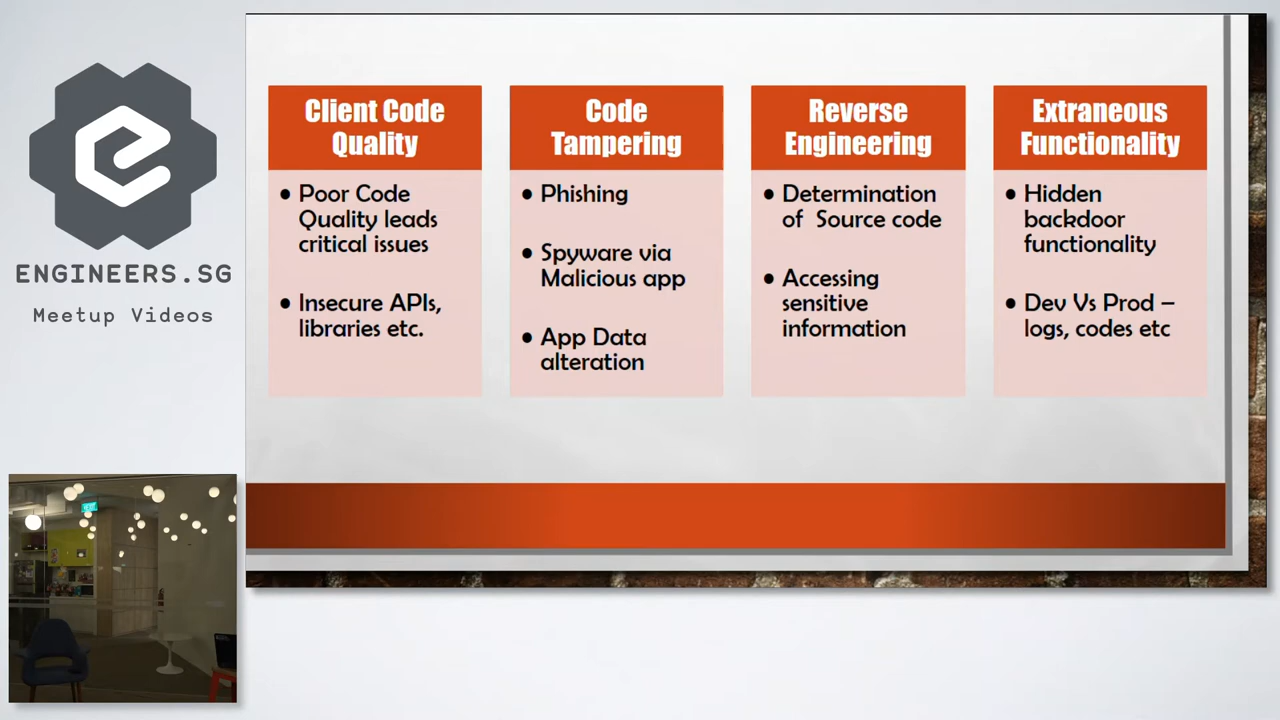 ENGINEERS.SG
Meetup Videos
Client Code
Quality
• Poor Code
Quality leads
critical issues
• Insecure APIs,
libraries etc.
Code
Tampering
• Phishing
• Spyware via
Malicious app
• App Data
alteration
Reverse
Engineering
• Determination
of Source code
• Accessing
sensitive
information
Extraneous
Functionality
• Hidden
backdoor
functionality
• Dev Vs Prod –
logs, codes etc
EXIT